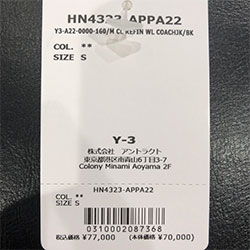 HN4323-APPA22
Y3-A22-0000-160/M CL REFIN WL COACHJK/BK
COL. **
SIZE S
Y-3
株式会社 アントラクト
東京都港区南青山6丁目3-7
Colony Minami Aoyama 2F
HN4323-APPA22
COL. **
SIZE S
0310002087368
税込価格 ¥77,000 (本体価格 ¥70,000)